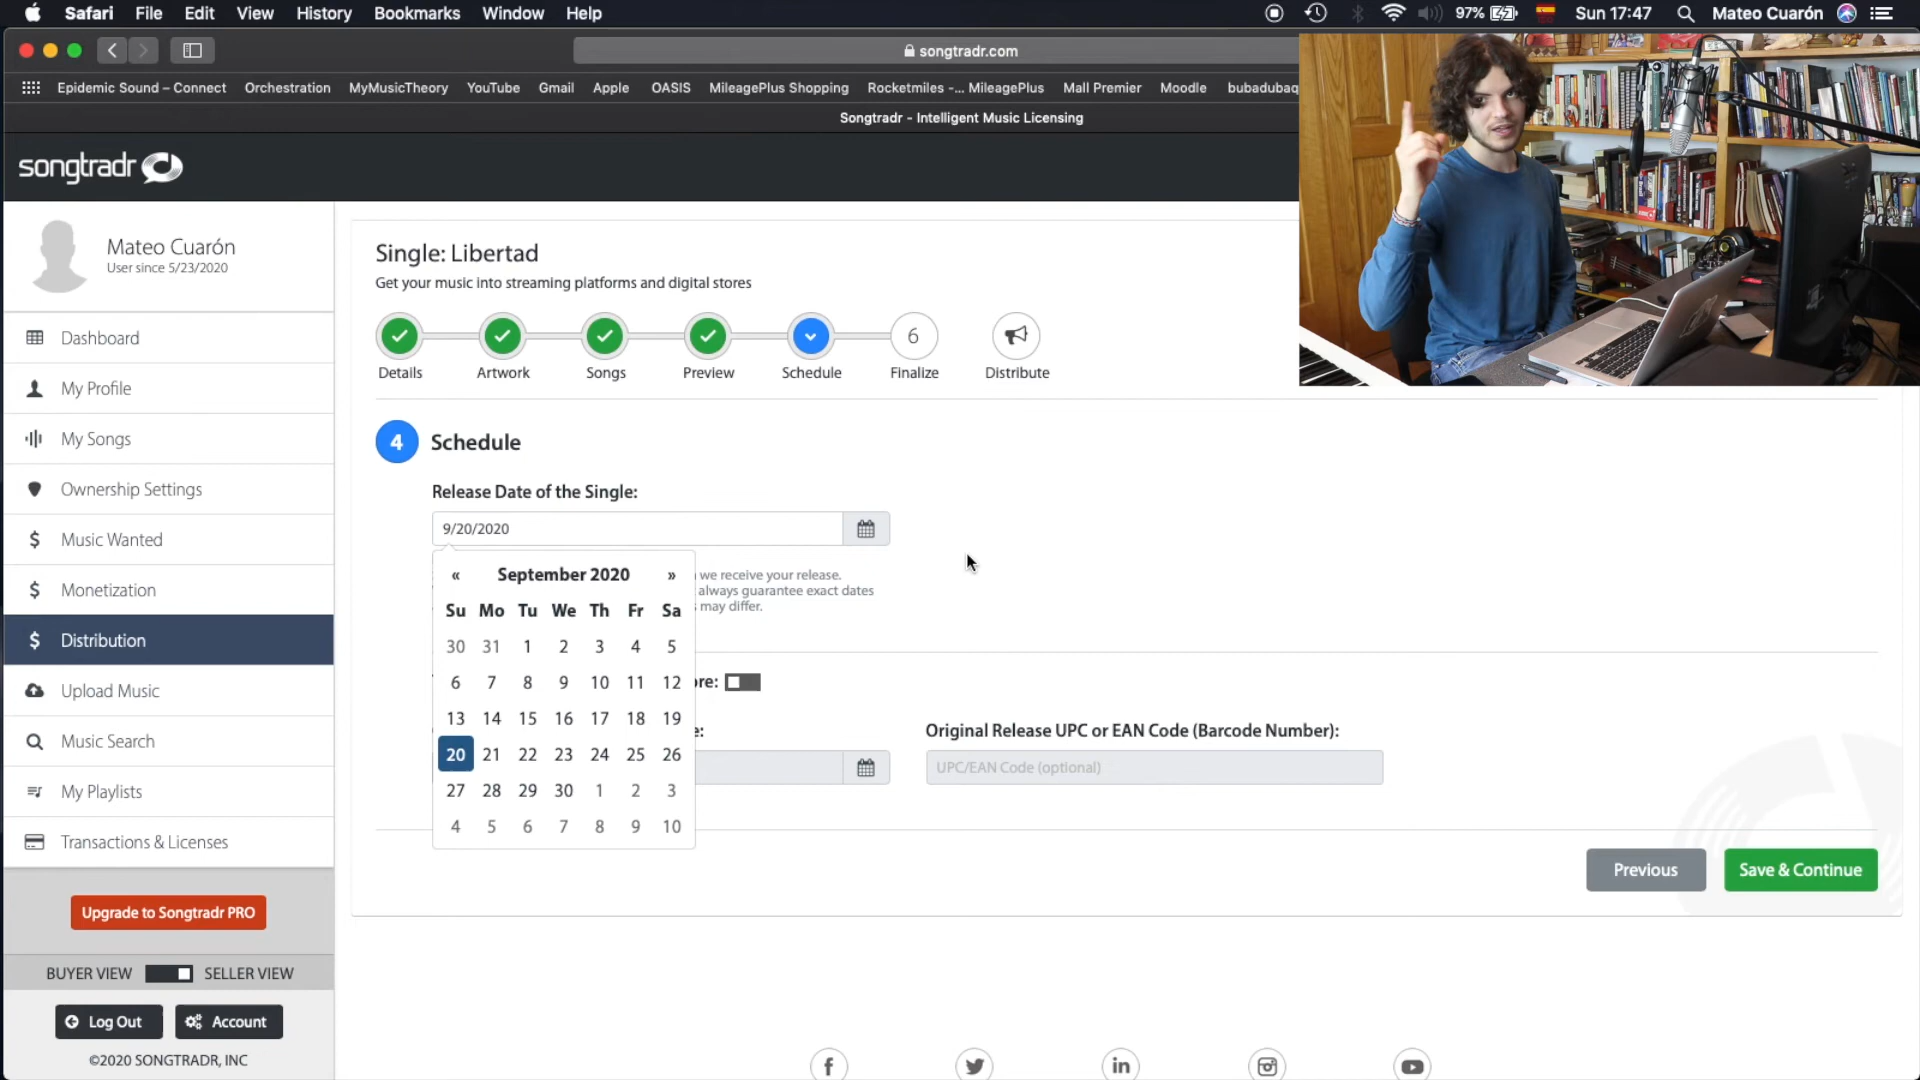 Safari File Edit View History Bookmarks Window Help 97% Sun 17:47 Mateo Cuarón
songtradr.com
Epidemic Sound – Connect Orchestration MyMusicTheory YouTube Gmail Apple OASIS MileagePlus Shopping Rocketmiles -... MileagePlus Mall Premier Moodle bubadubaq
Songtradr - Intelligent Music Licensing
songtradr
Mateo Cuarón
User since 5/23/2020
Dashboard
My Profile
My Songs
Ownership Settings
Music Wanted
Monetization
Distribution
Upload Music
Music Search
My Playlists
Transactions & Licenses
Upgrade to Songtradr PRO
BUYER VIEW SELLER VIEW
Log Out Account
©2020 SONGTRADR, INC
Single: Libertad
Get your music into streaming platforms and digital stores
6
Details Artwork Songs Preview Schedule Finalize Distribute
4 Schedule
Release Date of the Single:
9/20/2020
we receive your release.
always guarantee exact dates
may differ.
« September 2020 »
Su Mo Tu We Th Fr Sa
30 31 1 2 3 4 5
6 7 8 9 10 11 12
13 14 15 16 17 18 19
20 21 22 23 24 25 26
27 28 29 30 1 2 3
4 5 6 7 8 9 10
re:
e:
Original Release UPC or EAN Code (Barcode Number):
UPC/EAN Code (optional)
Previous Save & Continue